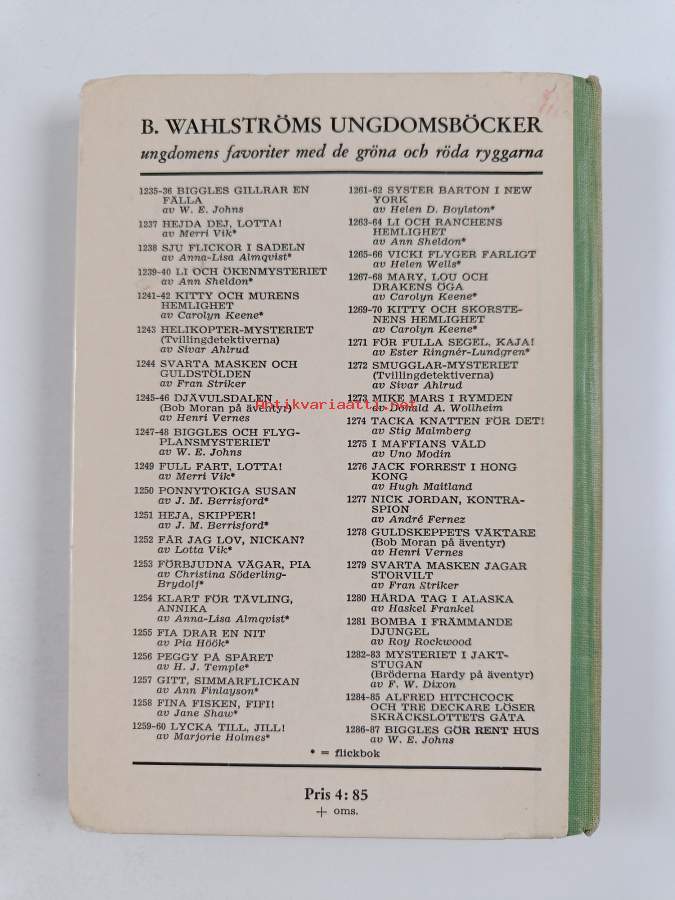 B. WAHLSTRÖMS UNGDOMSBÖCKER
ungdomens favoriter med de gröna och röda ryggarna
1235-36 BIGGLES GILLRAR EN
FÄLLA
av W. E. Johns
1237 HEJDA DEJ, LOTTA!
av Merri Vik*
1238 SJU FLICKOR I SADELN
av Anna-Lisa Almqvist*
1239-40 LI OCH ÖKENMYSTERIET
av Ann Sheldon*
1241-42 KITTY OCH MURENS
HEMLIGHET
av Carolyn Keene*
1243 HELIKOPTER-MYSTERIET
(Tvillingdetektiverna)
av Sivar Ahlrud
1244 SVARTA MASKEN OCH
GULDSTÖLDEN
av Fran Striker
1245-46 DJÄVULSDALEN
(Bob Moran på äventyr)
av Henri Vernes
1247-48 BIGGLES OCH FLYG-
PLANSMYSTERIET
av W. E. Johns
1249 FULL FART, LOTTA!
av Merri Vik*
1250 PONNYTOKIGA SUSAN
av J. M. Berrisford*
1251 HEJA, SKIPPER!
av J. M. Berrisford*
1252 FÅR JAG LOV, NICKAN?
av Lotta Vik*
1253 FÖRBJUDNA VÄGAR, PIA
av Christina Söderling-
Brydolf*
1254 KLART FÖR TÄVLING,
ANNIKA
av Anna-Lisa Almqvist*
1255 FIA DRAR EN NIT
av Pia Höök*
1256 PEGGY PÅ SPÅRET
av H. J. Temple*
1257 GITT, SIMMARFLICKAN
av Ann Finlayson*
1258 FINA FISKEN, FIFI!
av Jane Shaw*
1259-60 LYCKA TILL, JILL!
av Marjorie Holmes*
1261-62 SYSTER BARTON I NEW
YORK
av Helen D. Boylston*
1263-64 LI OCH RANCHENS
HEMLIGHET
av Ann Sheldon*
1265-66 VICKI FLYGER FARLIGT
av Helen Wells*
1267-68 MARY, LOU OCH
DRAKENS ÖGA
av Carolyn Keene*
1269-70 KITTY OCH SKORSTE-
NENS HEMLIGHET
av Carolyn Keene*
1271 FÖR FULLA SEGEL, KAJA!
av Ester Ringnér-Lundgren*
1272 SMUGGLAR-MYSTERIET
(Tvillingdetektiverna)
av Sivar Ahlrud
1273 MIKE MARS I RYMDEN
av Donald A. Wollheim
1274 TACKA KNATTEN FÖR DET!
av Stig Malmberg
1275 I MAFFIANS VÅLD
av Uno Modin
1276 JACK FORREST I HONG
KONG
av Hugh Maitland
1277 NICK JORDAN, KONTRA-
SPION
av André Fernez
1278 GULDSKEPPETS VÄKTARE
(Bob Moran på äventyr)
av Henri Vernes
1279 SVARTA MASKEN JAGAR
STORVILT
av Fran Striker
1280 HÅRDA TAG I ALASKA
av Haskel Frankel
1281 BOMBA I FRÄMMANDE
DJUNGEL
av Roy Rockwood
1282-83 MYSTERIET I JAKT-
STUGAN
(Bröderna Hardy på äventyr)
av F. W. Dixon
1284-85 ALFRED HITCHCOCK
OCH TRE DECKARE LÖSER
SKRÄCKSLOTTETS GÅTA
1286-87 BIGGLES GÖR RENT HUS
av W. E. Johns
* = flickbok
Pris 4: 85
+ oms.
Antikvariaatti.net